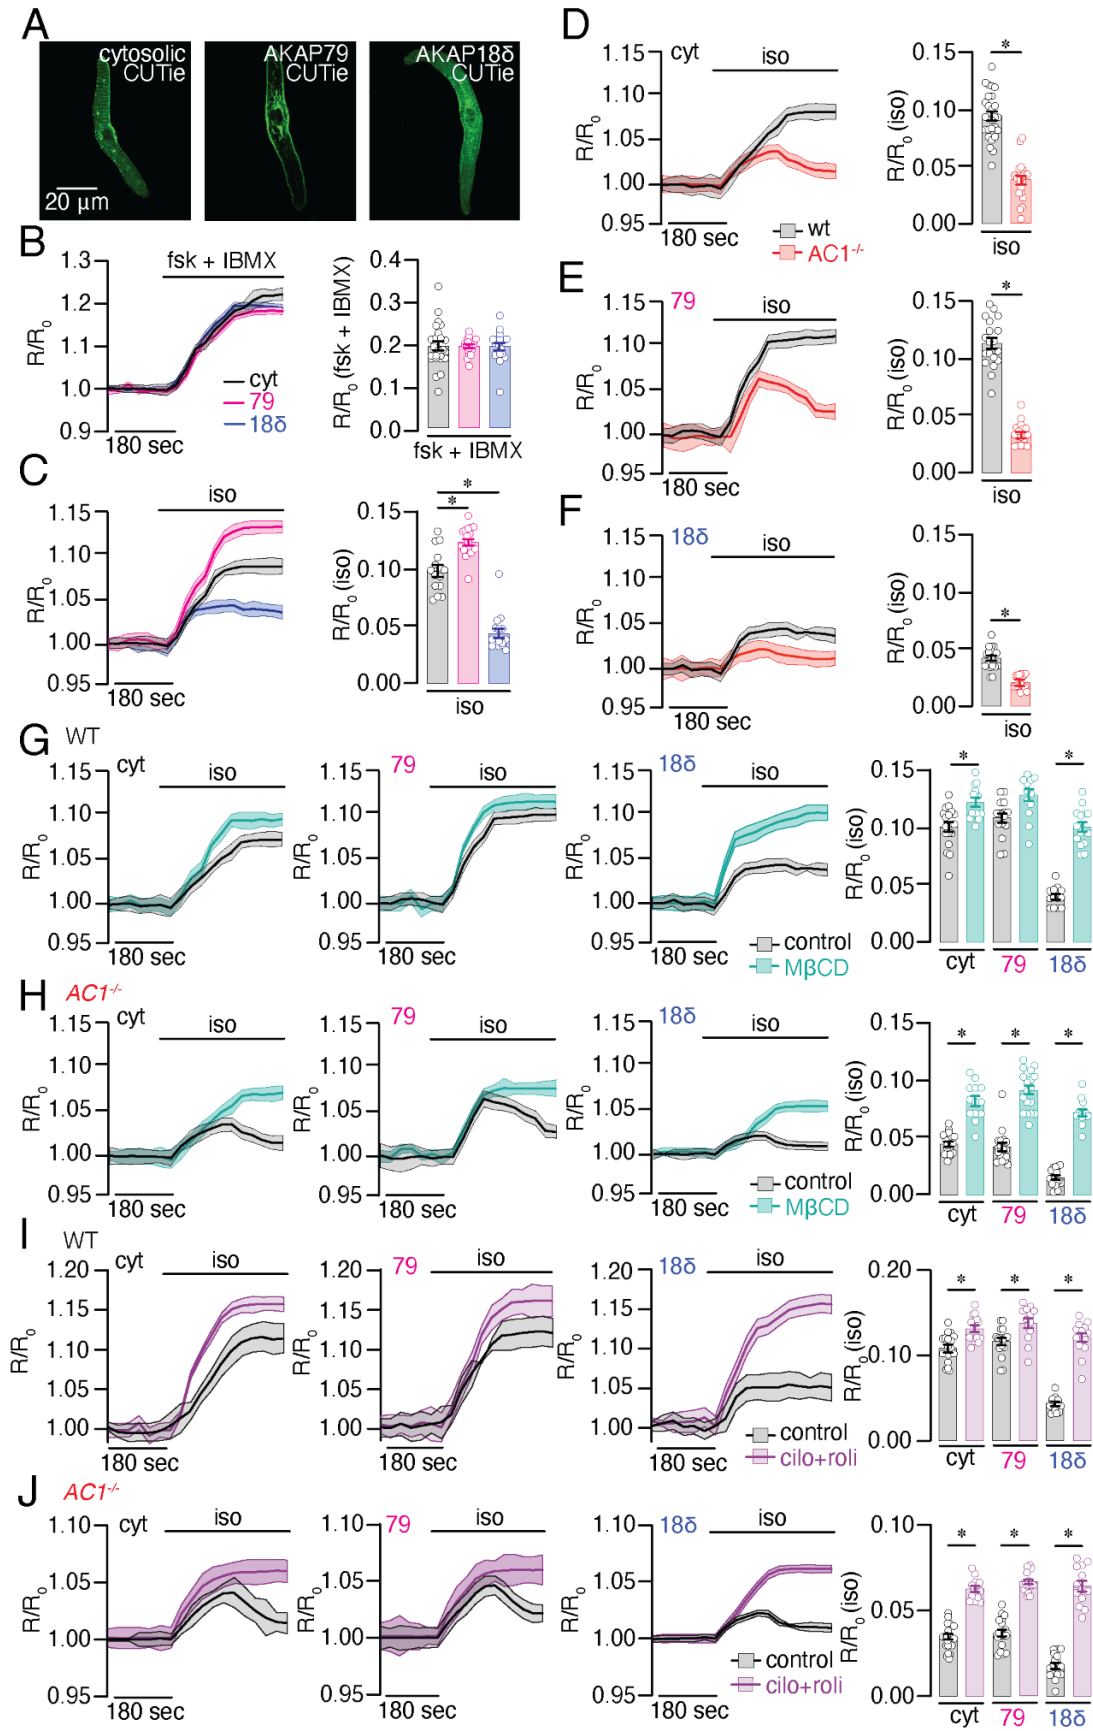 A
cytosolic
CUTie
20 µm
AKAP79
CUTie
AKAP18δ
CUTie
B
R/R0
1.3
1.2
1.1
1.0
0.9
fsk + IBMX
cyt
79
18δ
180 sec
R/R0 (fsk + IBMX)
0.4
0.3
0.2
0.1
0.0
fsk + IBMX
C
R/R0
1.15
1.10
1.05
1.00
0.95
iso
180 sec
R/R0 (iso)
0.15
0.10
0.05
0.00
* *
iso
D
R/R0
1.15
1.10
1.05
1.00
0.95
cyt
iso
180 sec
wt
AC1-/-
R/R0 (iso)
0.15
0.10
0.05
0.00
*
iso
E
R/R0
1.15
1.10
1.05
1.00
0.95
79
iso
180 sec
R/R0 (iso)
0.15
0.10
0.05
0.00
*
iso
F
R/R0
1.15
1.10
1.05
1.00
0.95
18δ
iso
180 sec
R/R0 (iso)
0.15
0.10
0.05
0.00
*
iso
G WT
R/R0
1.15
1.10
1.05
1.00
0.95
cyt
iso
180 sec
R/R0
1.15
1.10
1.05
1.00
0.95
79
iso
180 sec
R/R0
1.15
1.10
1.05
1.00
0.95
18δ
iso
180 sec
control
MβCD
R/R0 (iso)
0.15
0.10
0.05
0.00
* *
cyt 79 18δ
H AC1-/-
R/R0
1.15
1.10
1.05
1.00
0.95
cyt
iso
180 sec
R/R0
1.15
1.10
1.05
1.00
0.95
79
iso
180 sec
R/R0
1.15
1.10
1.05
1.00
0.95
18δ
iso
180 sec
control
MβCD
R/R0 (iso)
0.15
0.10
0.05
0.00
* * *
cyt 79 18δ
I WT
R/R0
1.20
1.15
1.10
1.05
1.00
cyt
iso
180 sec
R/R0
1.20
1.15
1.10
1.05
1.00
79
iso
180 sec
R/R0
1.20
1.15
1.10
1.05
1.00
18δ
iso
180 sec
control
cilo+roli
R/R0 (iso)
0.20
0.10
0.00
* * *
cyt 79 18δ
J AC1-/-
R/R0
1.10
1.05
1.00
0.95
cyt
iso
180 sec
R/R0
1.10
1.05
1.00
0.95
79
iso
180 sec
R/R0
1.10
1.05
1.00
0.95
18δ
iso
180 sec
control
cilo+roli
R/R0 (iso)
0.10
0.05
0.00
* * *
cyt 79 18δ